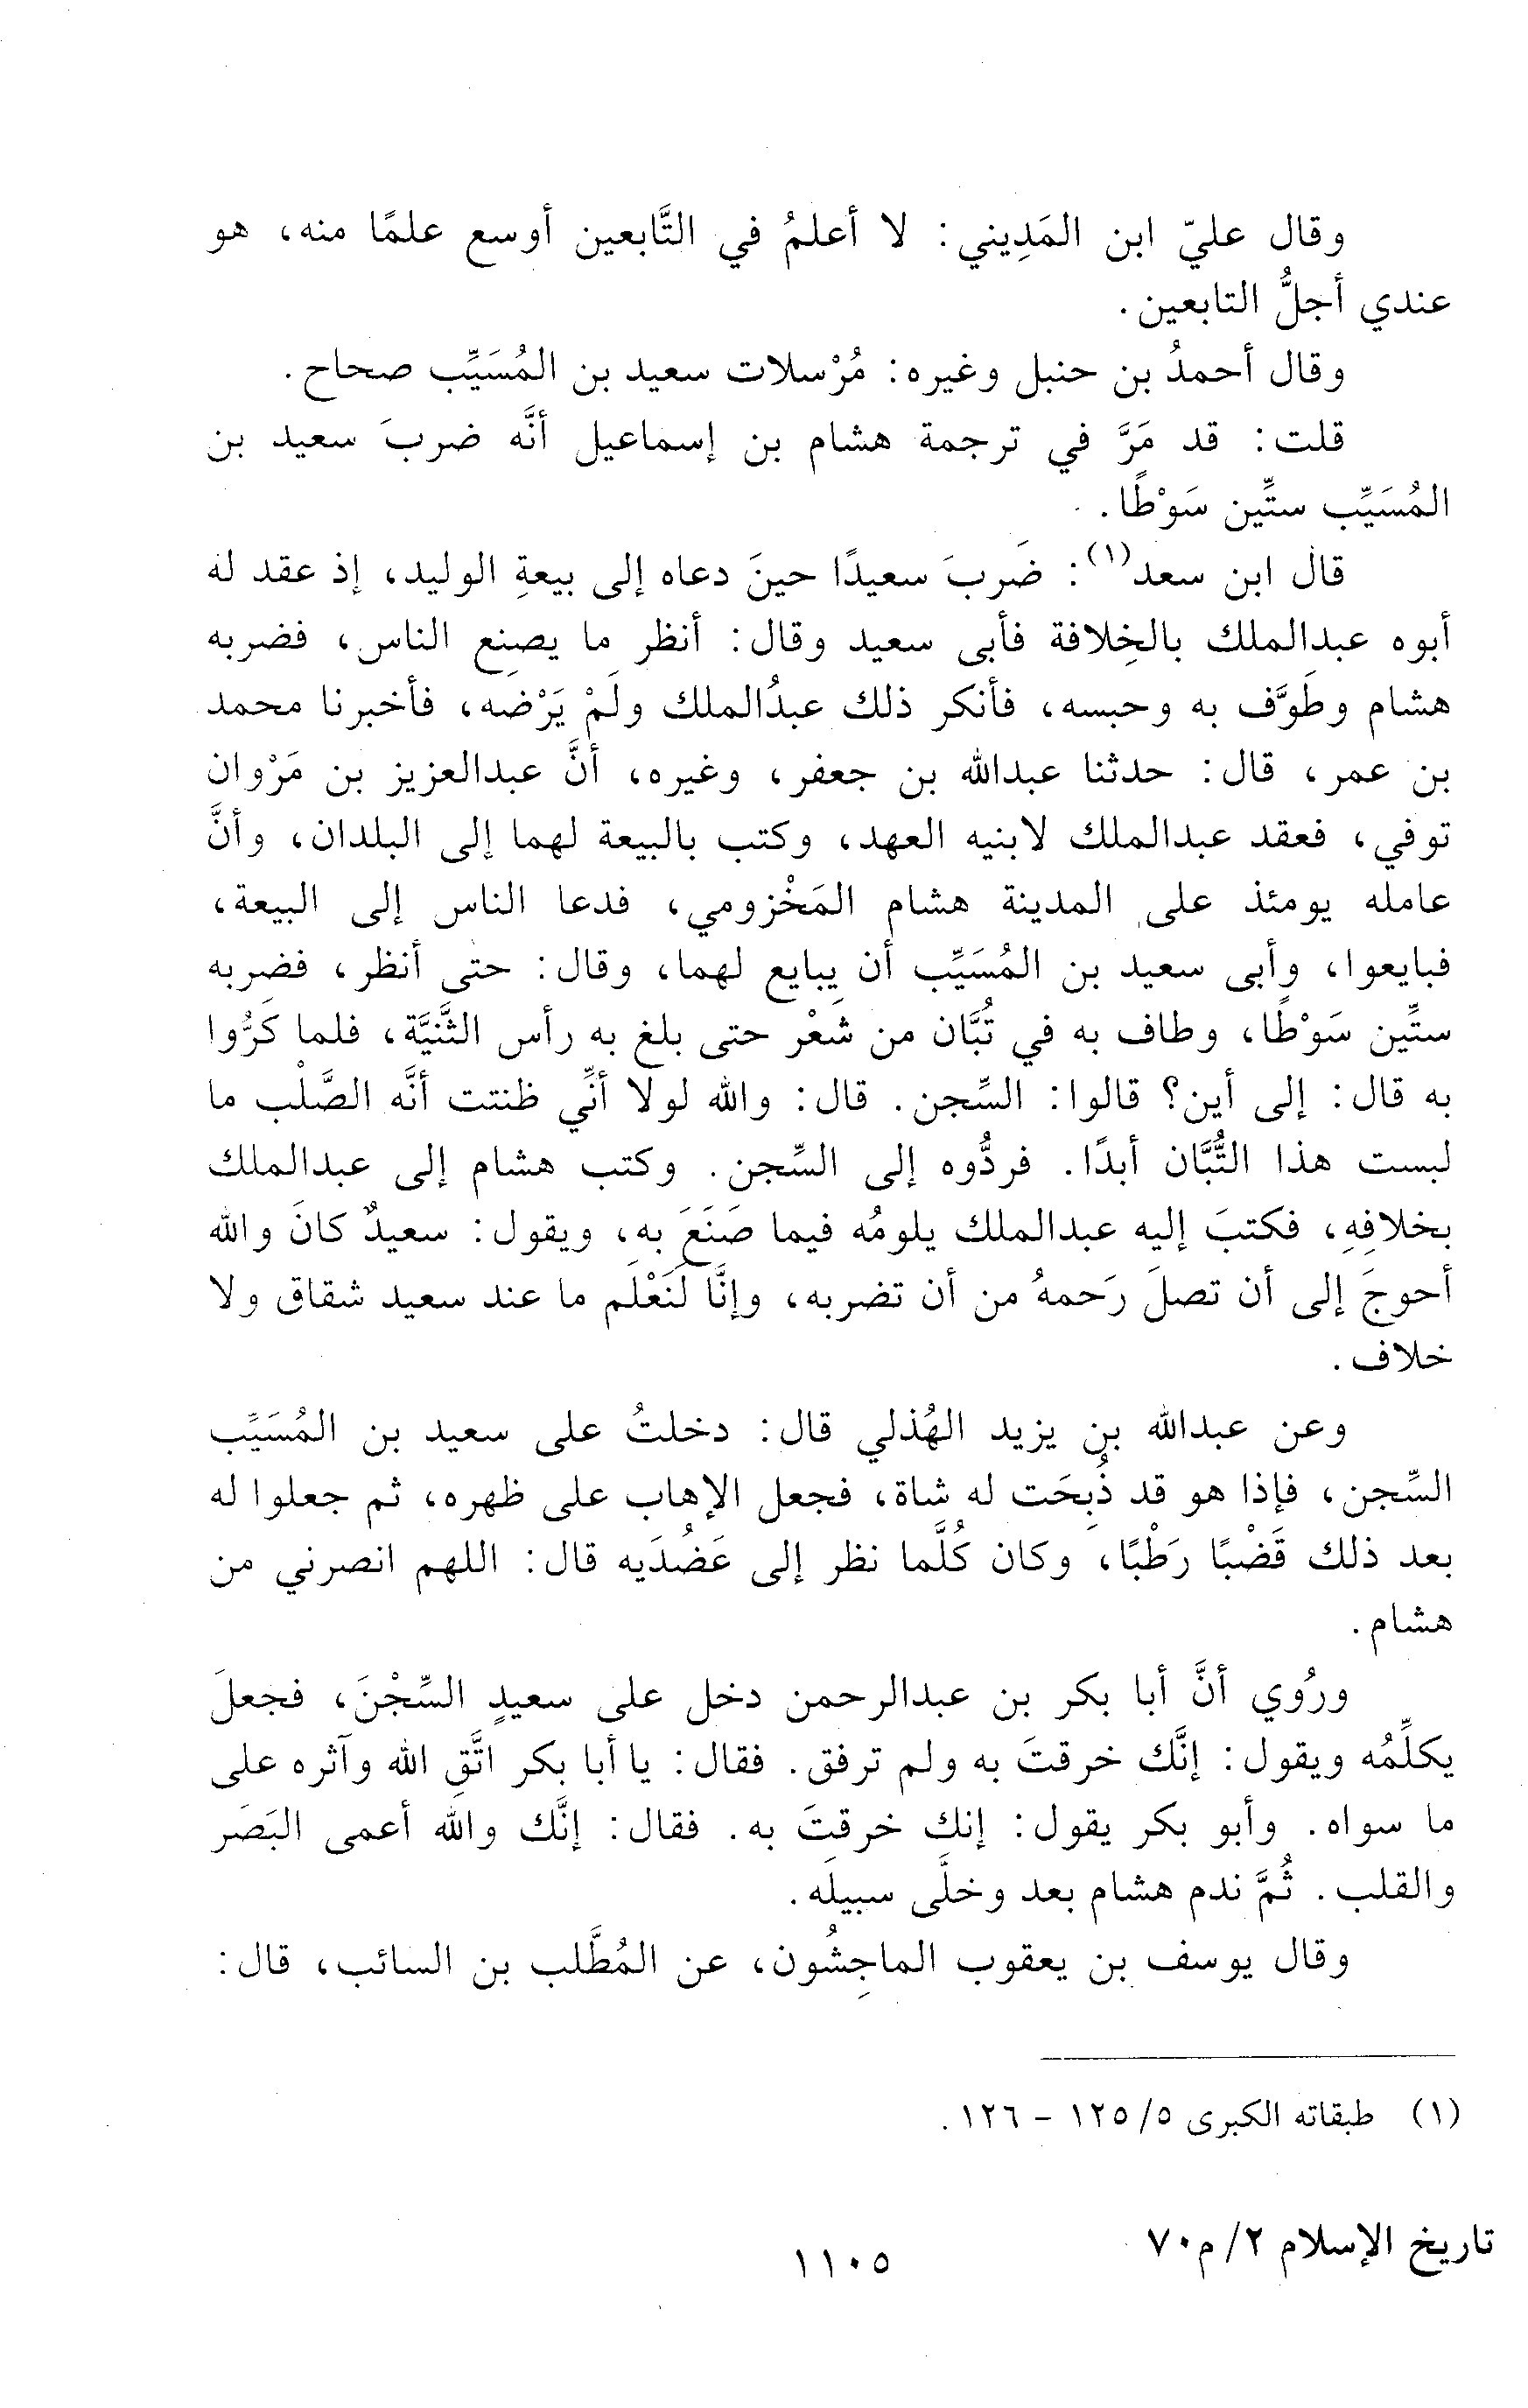 وقال عليّ ابن المَدِيني: لا أعلمُ في التَّابعين أوسع علمًا منه، هو
عندي أجلُّ التابعين.
وقال أحمدُ بن حنبل وغيره: مُرْسلات سعيد بن المُسَيِّب صحاح.
قلت: قد مَرَّ في ترجمة هشام بن إسماعيل أنَّه ضربَ سعيد بن
المُسَيِّب ستِّين سَوْطًا.
قال ابن سعد(١): ضَربَ سعيدًا حينَ دعاه إلى بيعةِ الوليد، إذ عقد له
أبوه عبدالملك بالخِلافة فأبى سعيد وقال: أنظر ما يصنع الناس، فضربه
هشام وطَوَّف به وحبسه، فأنكر ذلك عبدُالملك ولَمْ يَرْضه، فأخبرنا محمد
بن عمر، قال: حدثنا عبدالله بن جعفر، وغيره، أنَّ عبدالعزيز بن مَرْوان
توفي، فعقد عبدالملك لابنيه العهد، وكتب بالبيعة لهما إلى البلدان، وأنَّ
عامله يومئذ على المدينة هشام المَخْزومي، فدعا الناس إلى البيعة،
فبايعوا، وأبى سعيد بن المُسَيِّب أن يبايع لهما، وقال: حتى أنظر، فضربه
ستِّين سَوْطًا، وطاف به في تُبَّان من شَعْر حتى بلغ به رأس الثَّنيَّة، فلما كَرُّوا
به قال: إلى أين؟ قالوا: السِّجن. قال: والله لولا أنِّي ظننت أنَّه الصَّلْب ما
لبست هذا التُّبَّان أبدًا. فردُّوه إلى السِّجن. وكتب هشام إلى عبدالملك
بخلافِهِ، فكتبَ إليه عبدالملك يلومُه فيما صَنَعَ بهِ، ويقول: سعيدٌ كانَ والله
أحوجَ إلى أن تصلَ رَحمهُ من أن تضربه، وإنَّا لَنَعْلَم ما عند سعيد شقاق ولا
خلاف.
وعن عبدالله بن يزيد الهُذلي قال: دخلتُ على سعيد بن المُسَيِّب
السِّجن، فإذا هو قد ذُبِحَت له شاة، فجعل الإهاب على ظهره، ثم جعلوا له
بعد ذلك قَضْبًا رَطْبًا، وكان كُلَّما نظر إلى عَضُدَيه قال: اللهم انصرني من
هشام.
ورُوي أنَّ أبا بكر بن عبدالرحمن دخل على سعيدٍ السِّجْنَ، فجعلَ
يكلِّمُه ويقول: إنَّك خرقتَ به ولم ترفق. فقال: يا أبا بكر اتَّقِ الله وآثره على
ما سواه. وأبو بكر يقول: إنك خرقتَ به. فقال: إنَّك والله أعمى البَصَر
والقلب. ثُمَّ ندم هشام بعد وخلَّى سبيلَه.
وقال يوسف بن يعقوب الماجِشُون، عن المُطَّلب بن السائب، قال:
(١) طبقاته الكبرى ٥/ ١٢٥ - ١٢٦.
تاريخ الإسلام ٢/ م٧٠
١١٠٥